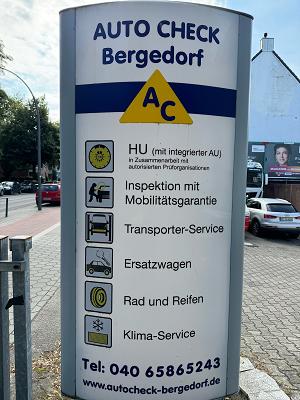 AUTO CHECK
Bergedorf
AC
HU (mit integrierter AU)
in Zusammenarbeit mit
autorisierten Prüforganisationen
Inspektion mit
Mobilitätsgarantie
Transporter-Service
Ersatzwagen
Rad und Reifen
Klima-Service
Tel: 040 65865243
www.autocheck-bergedorf.de